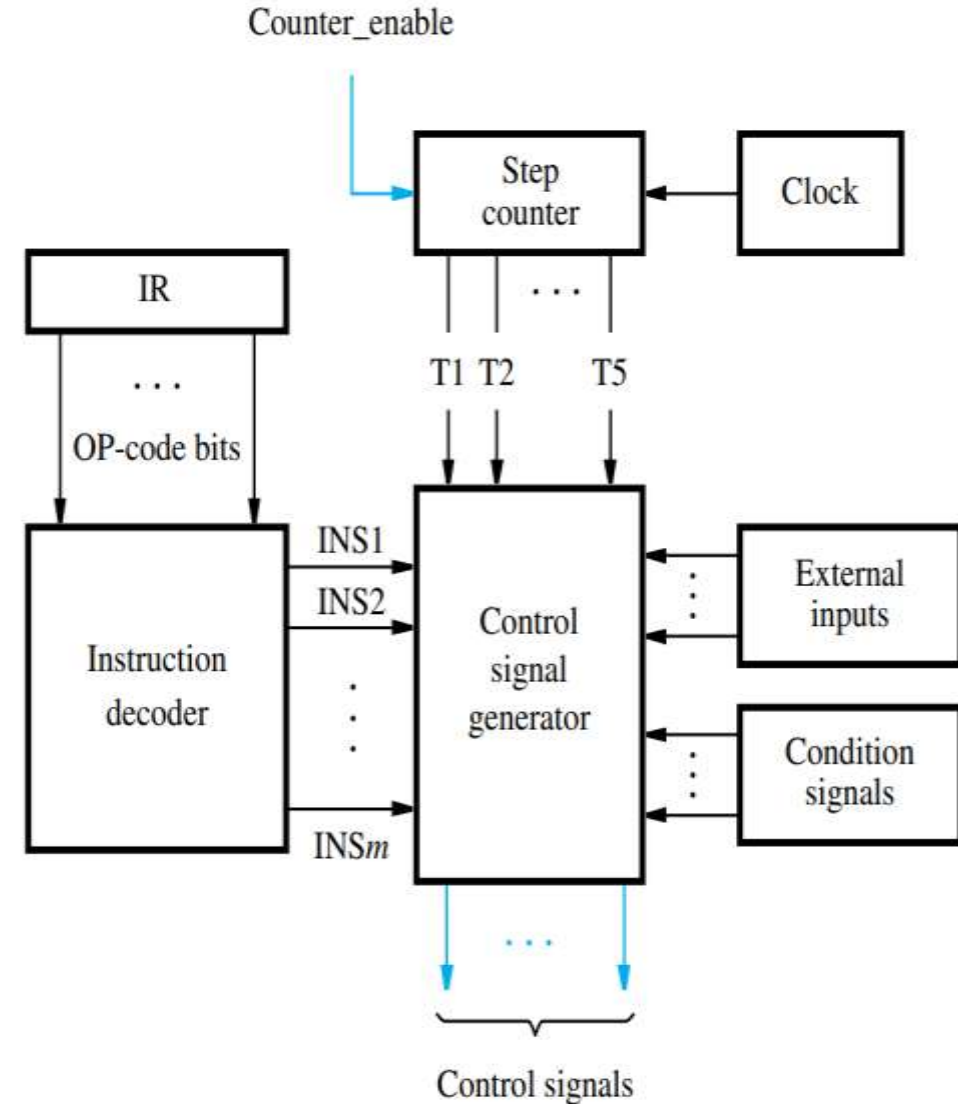 Counter_enable
Step
counter
Clock
IR
. . .
. . .
T1 T2 T5
OP-code bits
INS1
INS2
INSm
Instruction
decoder
Control
signal
generator
External
inputs
Condition
signals
. . .
Control signals